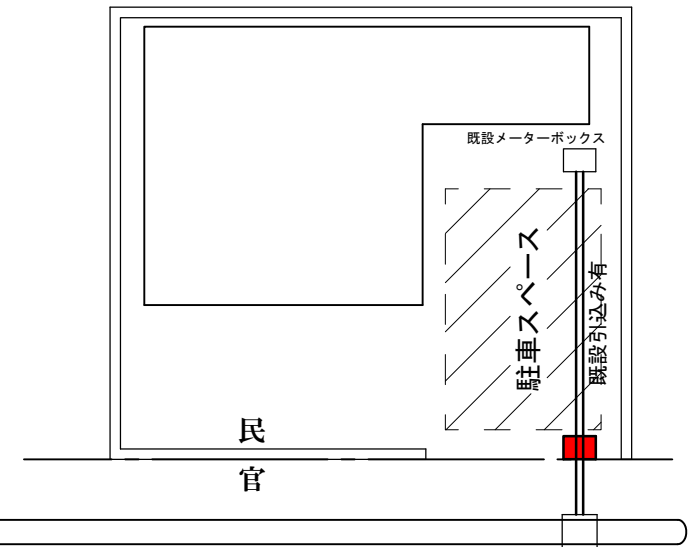 既設メーターボックス
駐車スペース
既設引込み有
民
官